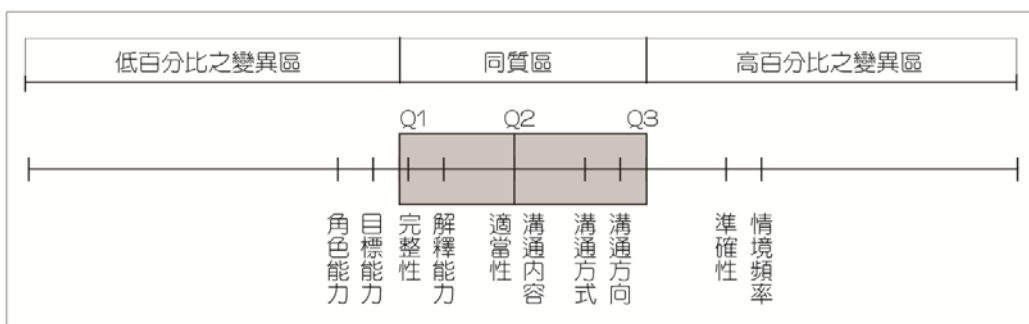 低百分比之變異區
同質區
高百分比之變異區
Q1
Q2
Q3
角色能力
目標能力
完整性
解釋能力
適當性
溝通内容
溝通方式
溝通方向
準確性
情境頻率